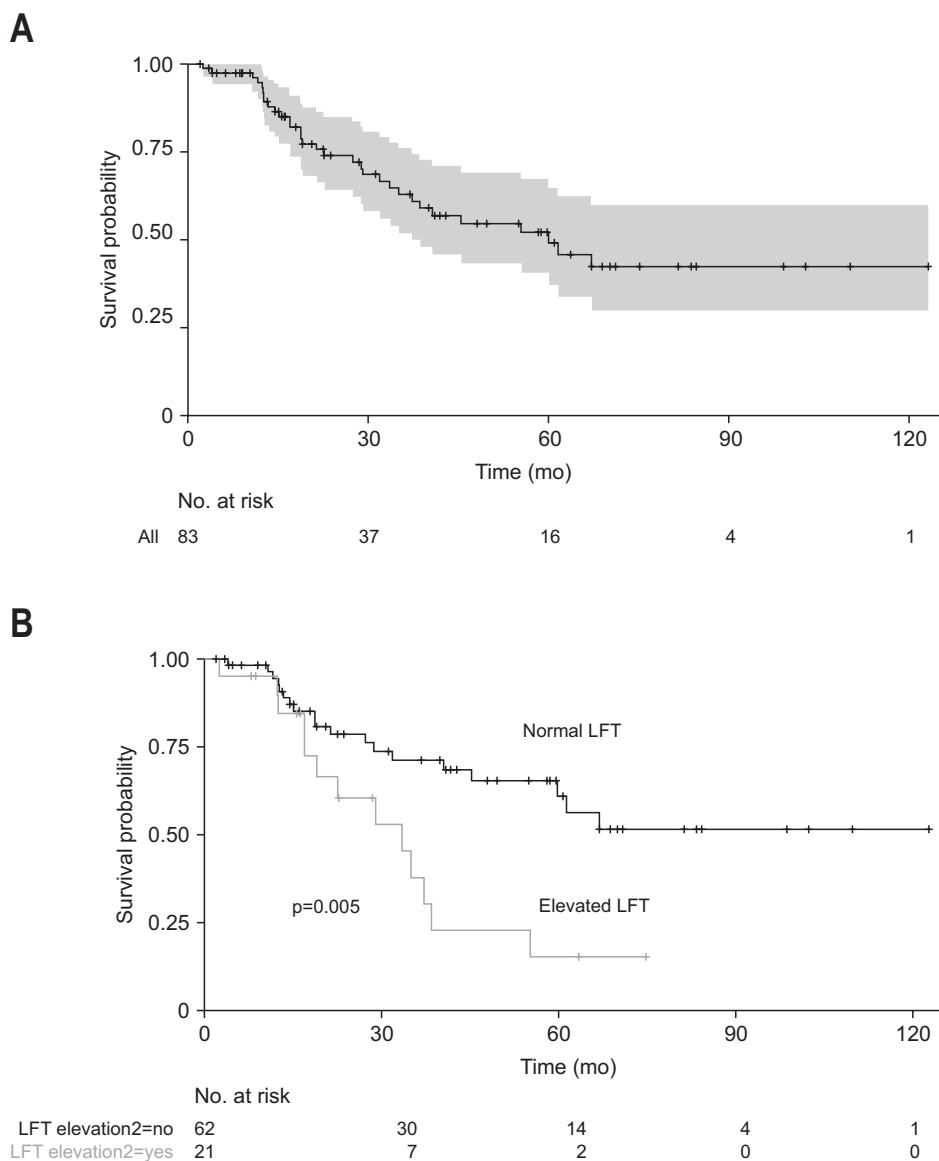 A
1.00
0.75
0.50
0.25
0
Survival probability
0 30 60 90 120
Time (mo)
No. at risk
All 83 37 16 4 1
B
1.00
0.75
0.50
0.25
0
Survival probability
Normal LFT
p=0.005
Elevated LFT
0 30 60 90 120
Time (mo)
No. at risk
LFT elevation2=no 62 30 14 4 1
LFT elevation2=yes 21 7 2 0 0